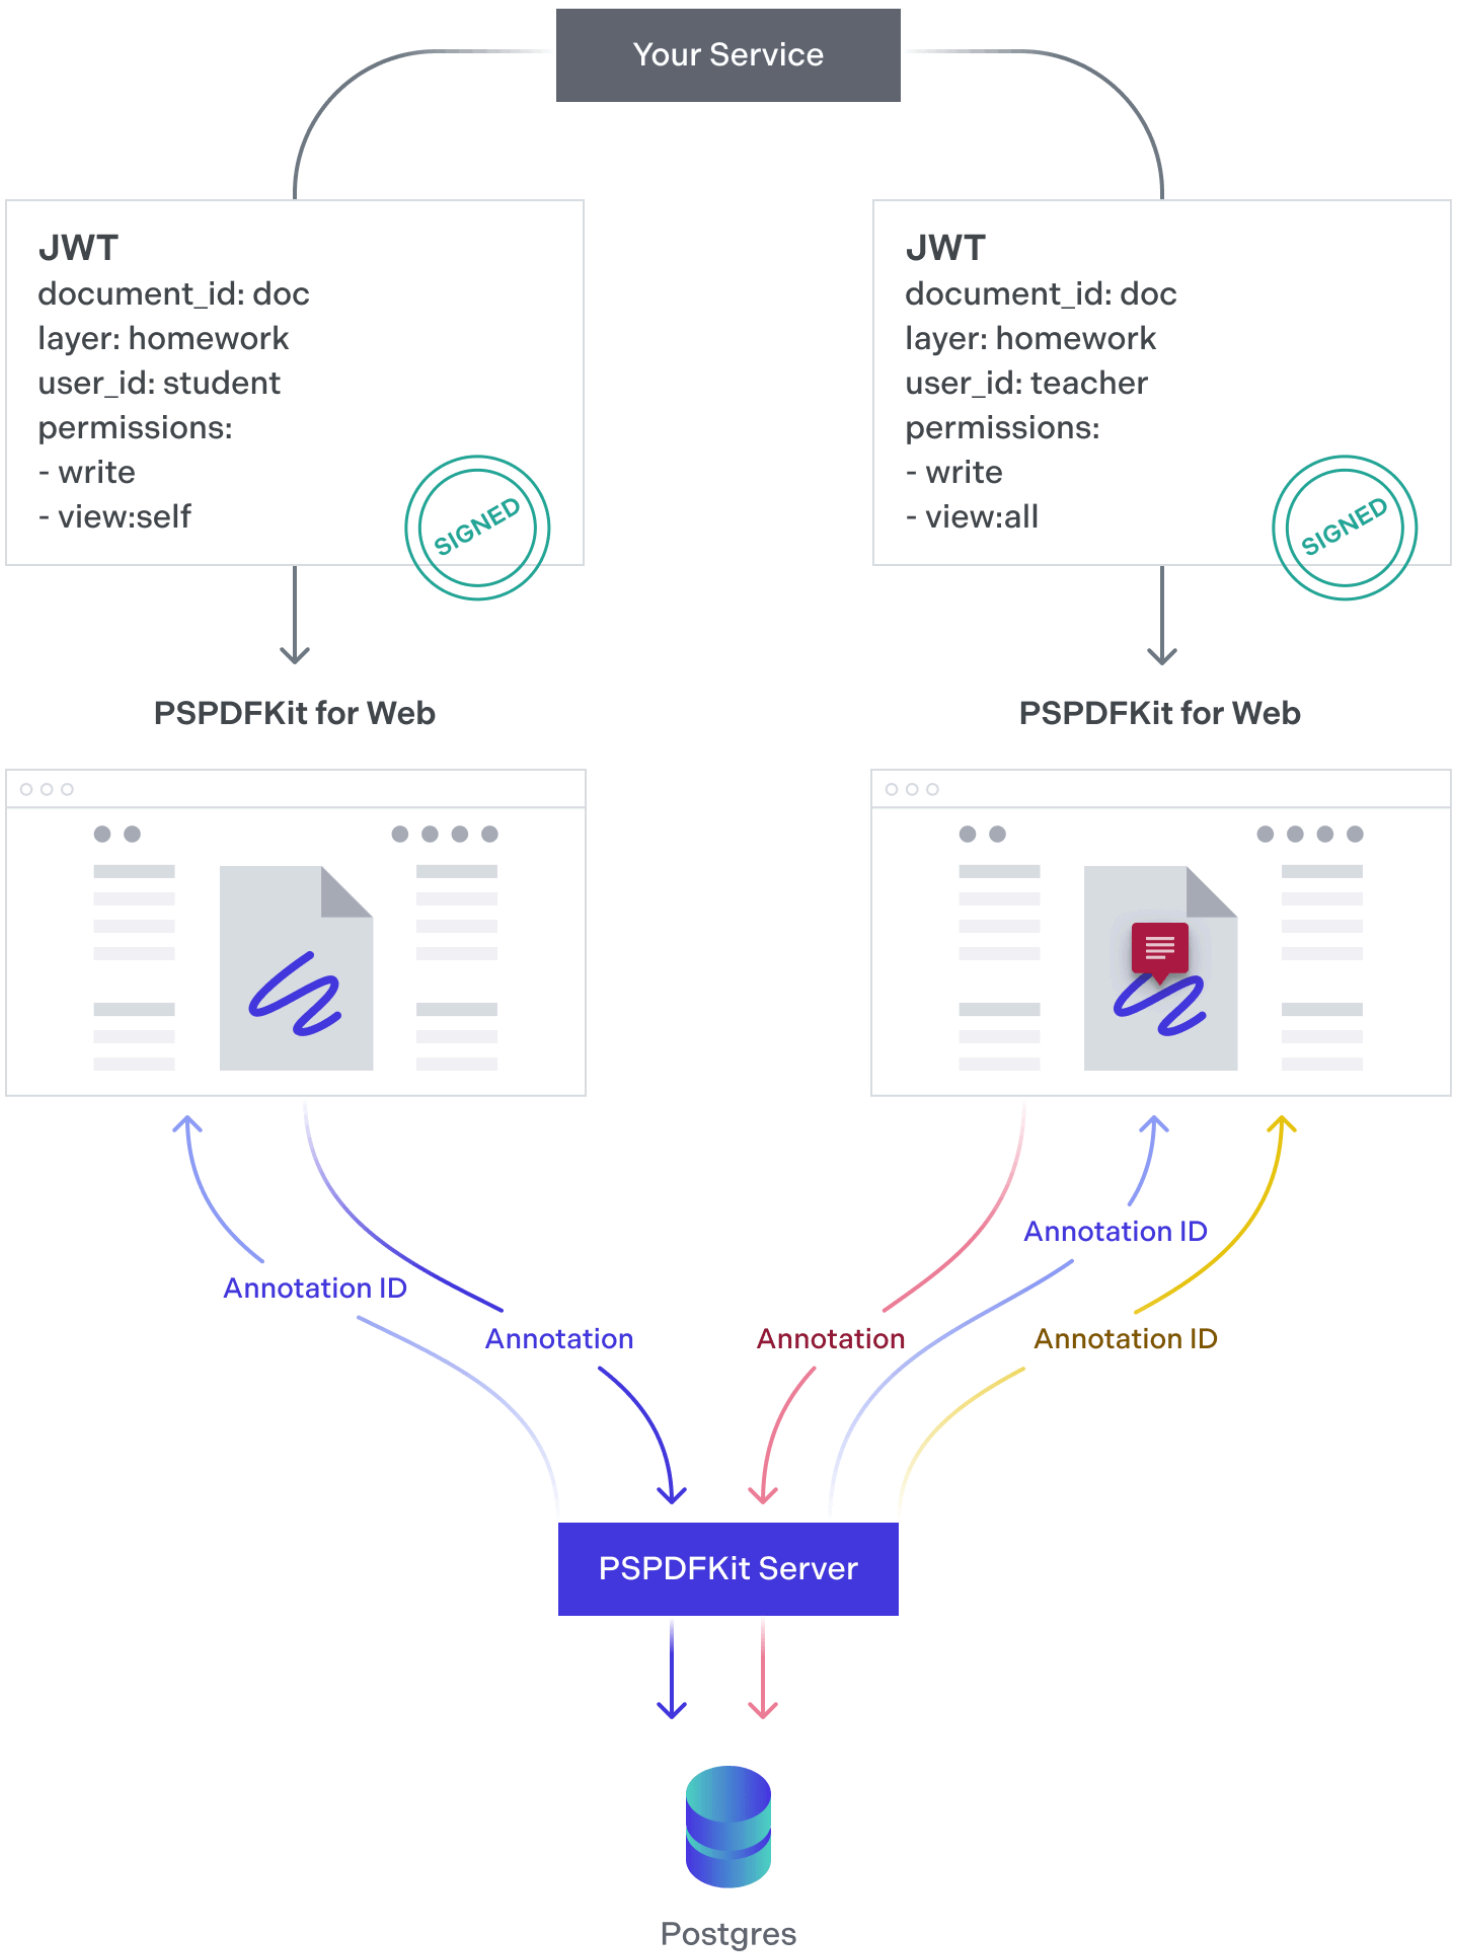 Your Service
JWT
document_id: doc
layer: homework
user_id: student
permissions:
- write
- view:self
SIGNED
JWT
document_id: doc
layer: homework
user_id: teacher
permissions:
- write
- view:all
SIGNED
PSPDFKit for Web
PSPDFKit for Web
Annotation ID
Annotation ID
Annotation
Annotation
Annotation ID
PSPDFKit Server
Postgres